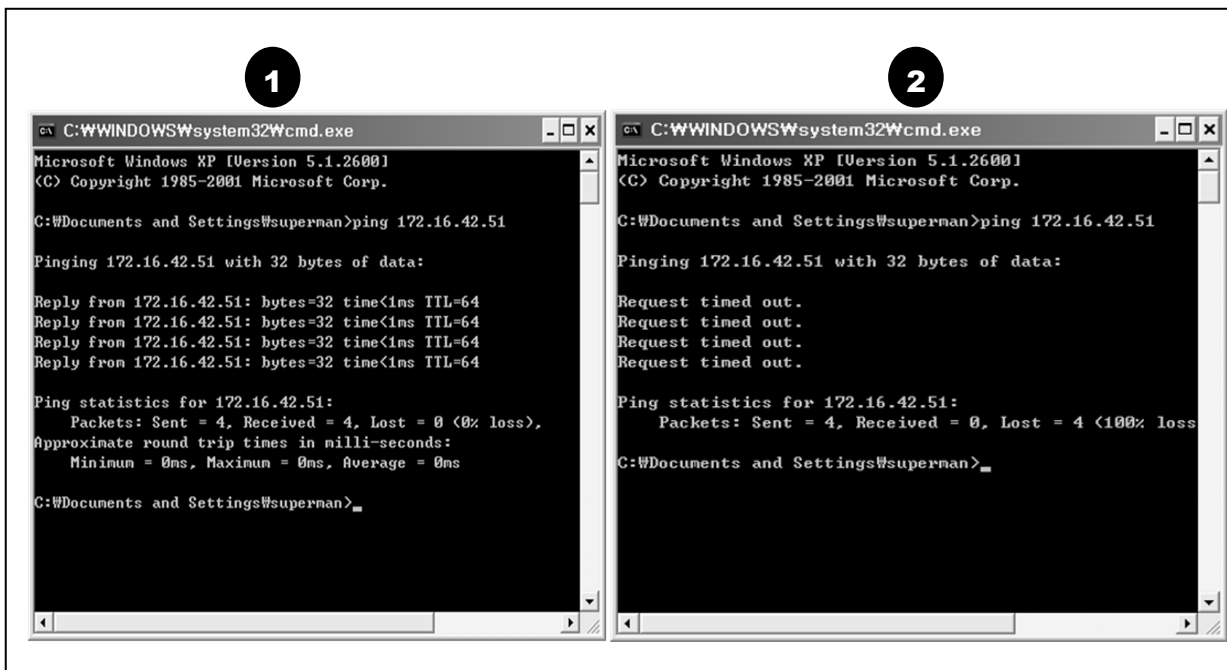 1
C:₩WINDOWS₩system32₩cmd.exe
Microsoft Windows XP [Version 5.1.2600]
(C) Copyright 1985-2001 Microsoft Corp.
C:₩Documents and Settings₩superman>ping 172.16.42.51
Pinging 172.16.42.51 with 32 bytes of data:
Reply from 172.16.42.51: bytes=32 time<1ms TTL=64
Reply from 172.16.42.51: bytes=32 time<1ms TTL=64
Reply from 172.16.42.51: bytes=32 time<1ms TTL=64
Reply from 172.16.42.51: bytes=32 time<1ms TTL=64
Ping statistics for 172.16.42.51:
Packets: Sent = 4, Received = 4, Lost = 0 (0% loss),
Approximate round trip times in milli-seconds:
Minimum = 0ms, Maximum = 0ms, Average = 0ms
C:₩Documents and Settings₩superman>_
2
C:₩WINDOWS₩system32₩cmd.exe
Microsoft Windows XP [Version 5.1.2600]
(C) Copyright 1985-2001 Microsoft Corp.
C:₩Documents and Settings₩superman>ping 172.16.42.51
Pinging 172.16.42.51 with 32 bytes of data:
Request timed out.
Request timed out.
Request timed out.
Request timed out.
Ping statistics for 172.16.42.51:
Packets: Sent = 4, Received = 0, Lost = 4 (100% loss
C:₩Documents and Settings₩superman>_